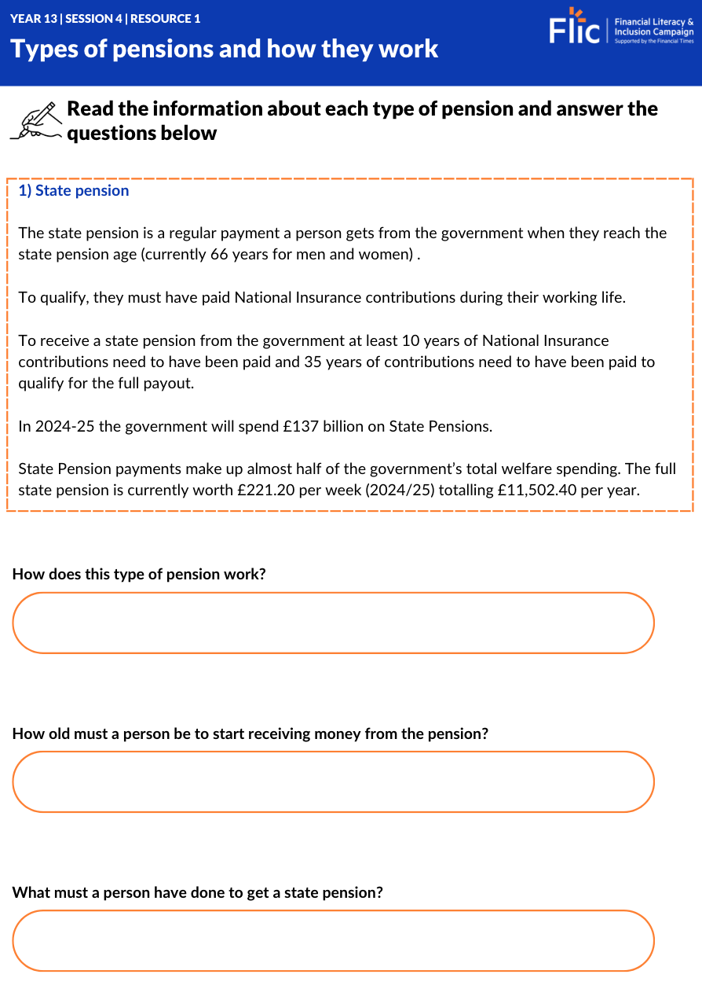 YEAR 13 | SESSION 4 | RESOURCE 1
Types of pensions and how they work
Flic
Financial Literacy &
Inclusion Campaign
Supported by the Financial Times
Read the information about each type of pension and answer the
questions below
1) State pension
The state pension is a regular payment a person gets from the government when they reach the
state pension age (currently 66 years for men and women) .
To qualify, they must have paid National Insurance contributions during their working life.
To receive a state pension from the government at least 10 years of National Insurance
contributions need to have been paid and 35 years of contributions need to have been paid to
qualify for the full payout.
In 2024-25 the government will spend £137 billion on State Pensions.
State Pension payments make up almost half of the government’s total welfare spending. The full
state pension is currently worth £221.20 per week (2024/25) totalling £11,502.40 per year.
How does this type of pension work?
How old must a person be to start receiving money from the pension?
What must a person have done to get a state pension?